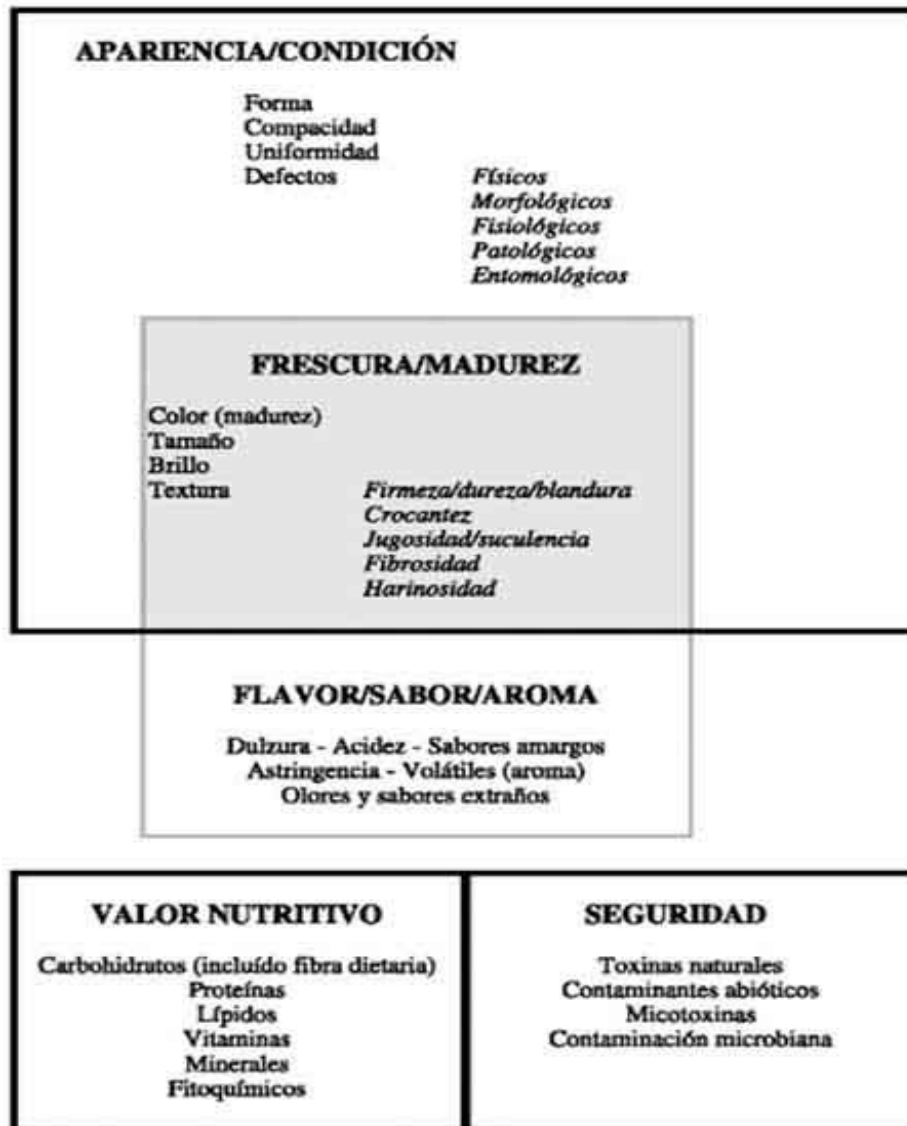 APARIENCIA/CONDICIÓN
Forma
Compacidad
Uniformidad
Defectos Físicos
Morfológicos
Fisiológicos
Patológicos
Entomológicos
FRESCURA/MADUREZ
Color (madurez)
Tamaño
Brillo
Textura Firmeza/dureza/blandura
Crocantez
Jugosidad/suculencia
Fibrosidad
Harinosidad
FLAVOR/SABOR/AROMA
Dulzura - Acidez - Sabores amargos
Astringencia - Volátiles (aroma)
Olores y sabores extraños
VALOR NUTRITIVO
Carbohidratos (incluído fibra dietaria)
Proteínas
Lípidos
Vitaminas
Minerales
Fitoquímicos
SEGURIDAD
Toxinas naturales
Contaminantes abióticos
Micotoxinas
Contaminación microbiana